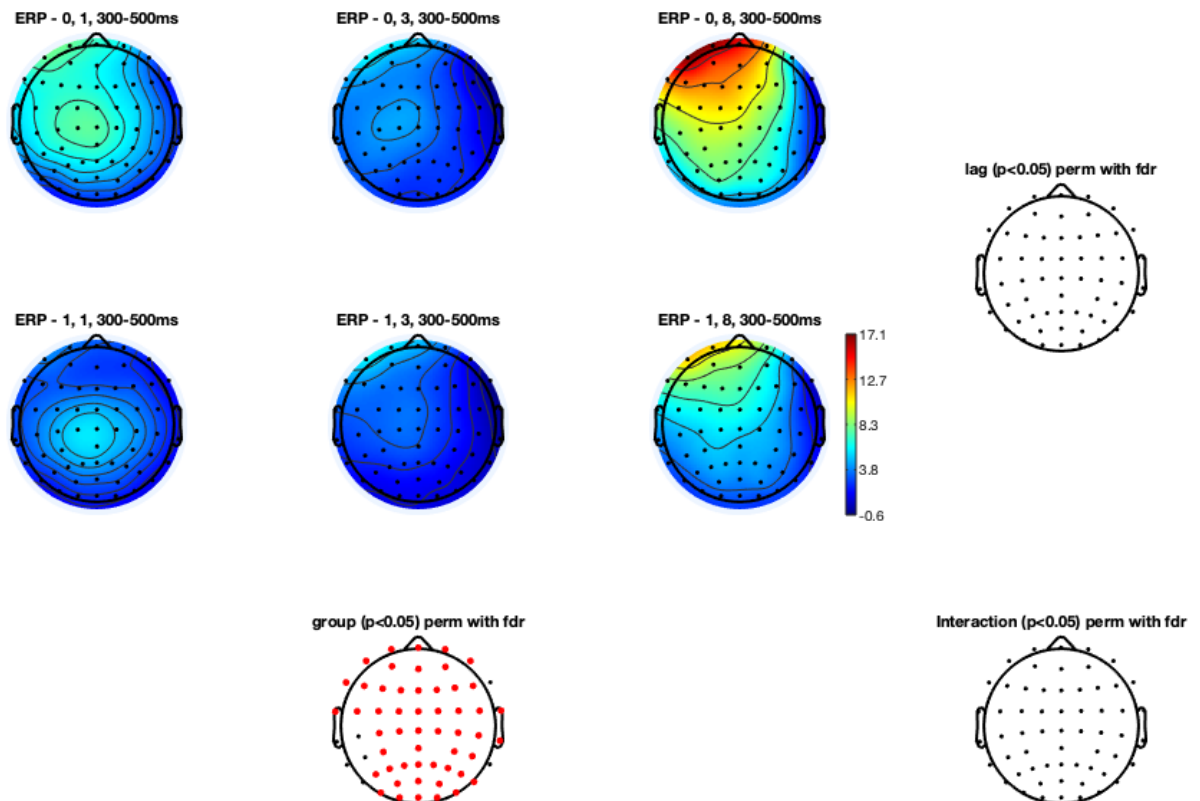 ERP - 0, 1, 300-500ms
ERP - 0, 3, 300-500ms
ERP - 0, 8, 300-500ms
lag (p<0.05) perm with fdr
ERP - 1, 1, 300-500ms
ERP - 1, 3, 300-500ms
ERP - 1, 8, 300-500ms
17.1
12.7
8.3
3.8
-0.6
group (p<0.05) perm with fdr
Interaction (p<0.05) perm with fdr